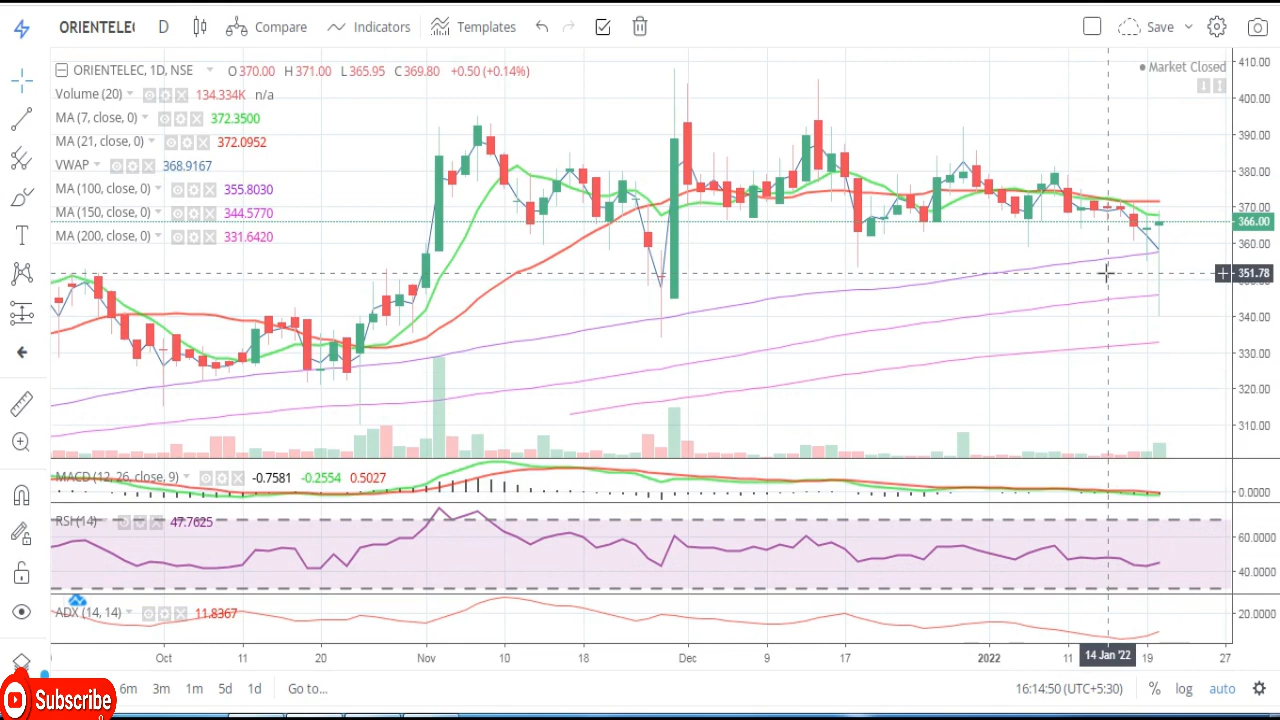 ORIENTELEC D Compare Indicators Templates Save
ORIENTELEC, 1D, NSE O 370.00 H 371.00 L 365.95 C 369.80 +0.50 (+0.14%)
Market Closed
Volume (20) 134.334K n/a
MA (7, close, 0) 372.3500
MA (21, close, 0) 372.0952
VWAP 368.9167
MA (100, close, 0) 355.8030
MA (150, close, 0) 344.5770
MA (200, close, 0) 331.6420
410.00
400.00
390.00
380.00
370.00
366.00
360.00
351.78
340.00
330.00
320.00
310.00
MACD (12, 26, close, 9) -0.7581 -0.2554 0.5027
0.0000
RSI (14) 47.7625
60.0000
40.0000
ADX (14, 14) 11.8367
20.0000
Oct 11 20 Nov 10 18 Dec 9 17 2022 11 14 Jan '22 19 27
6m 3m 1m 5d 1d Go to... 16:14:50 (UTC+5:30) % log auto
Subscribe